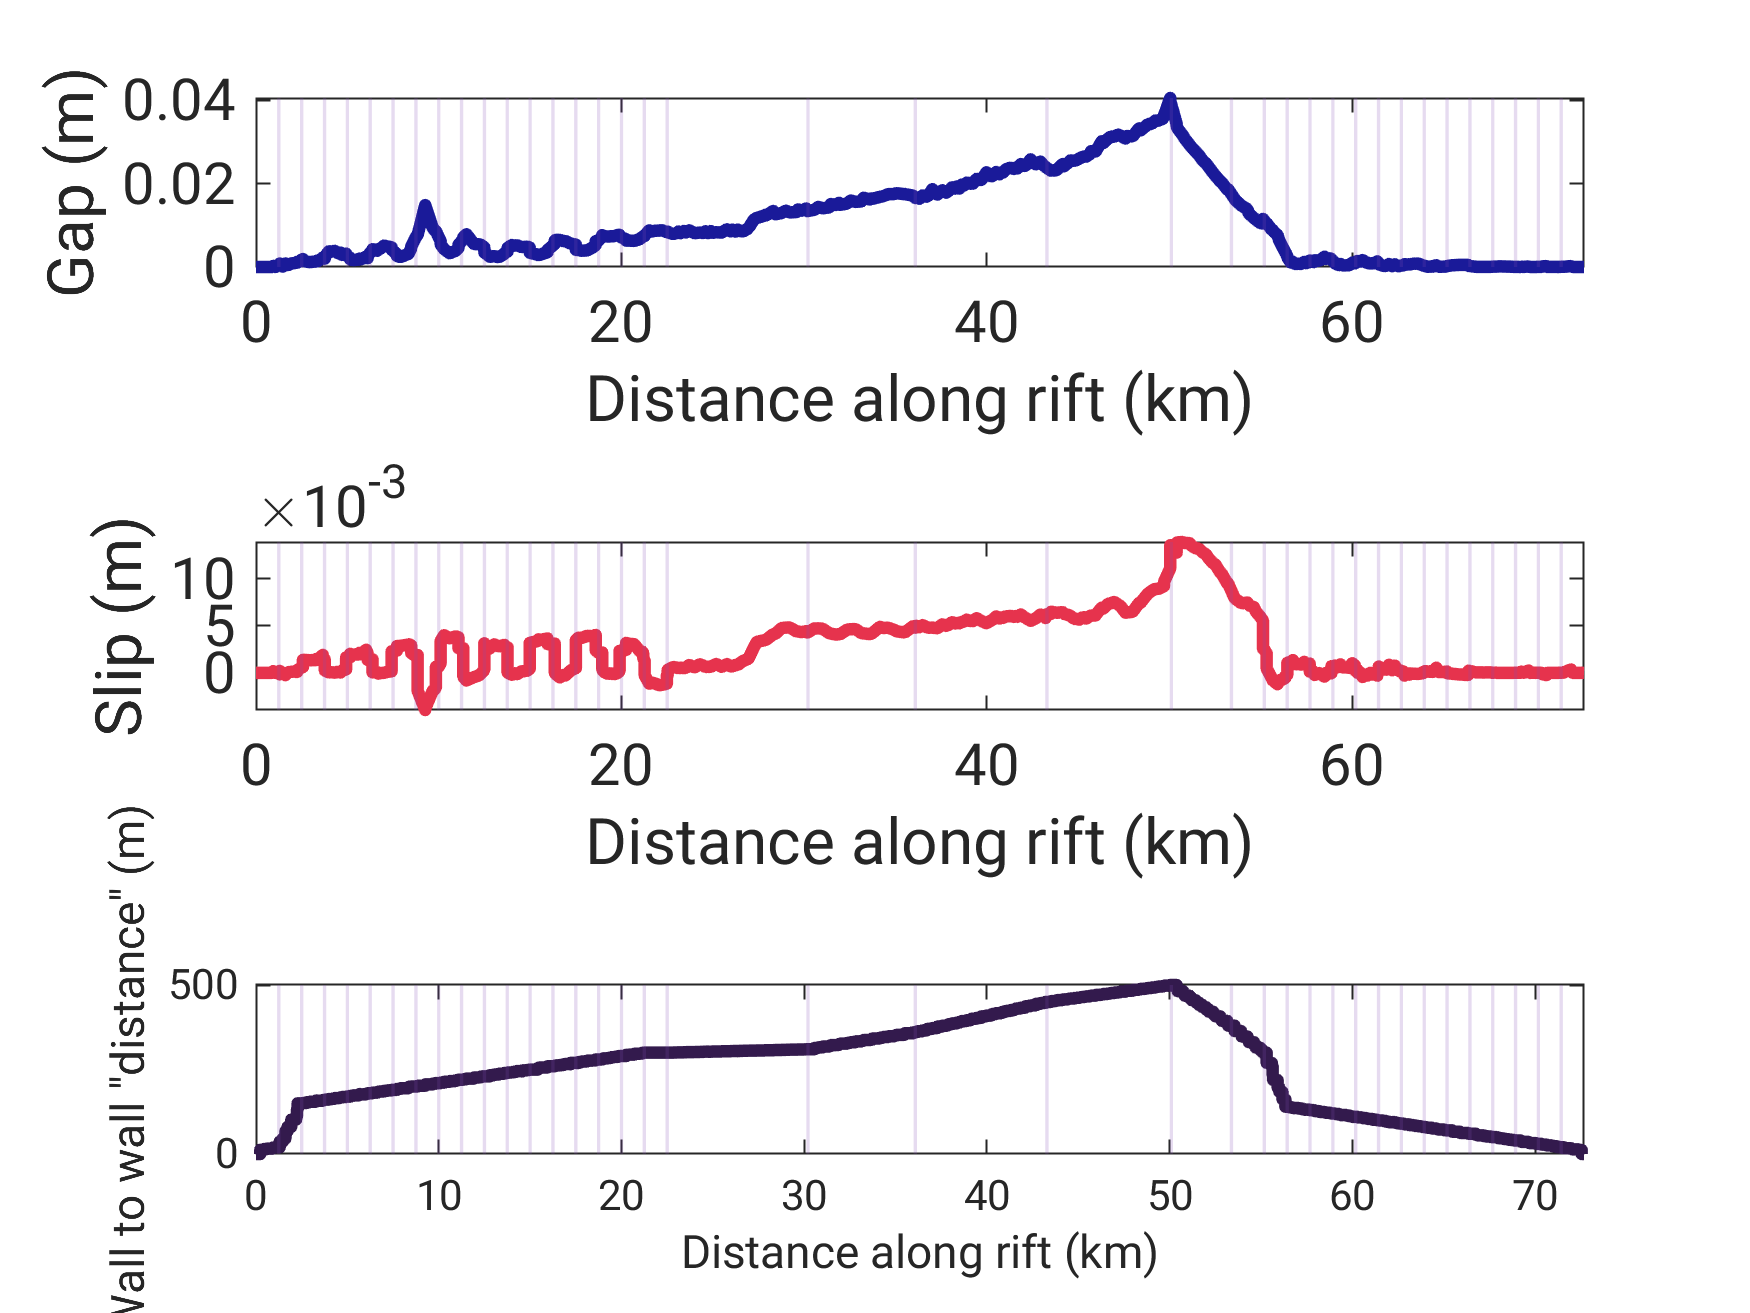 Gap (m)
0.04
0.02
0
0 20 40 60
Distance along rift (km)
×10-3
Slip (m)
10
5
0
0 20 40 60
Distance along rift (km)
to wall "distance" (m)
500
0
0 10 20 30 40 50 60 70
Distance along rift (km)